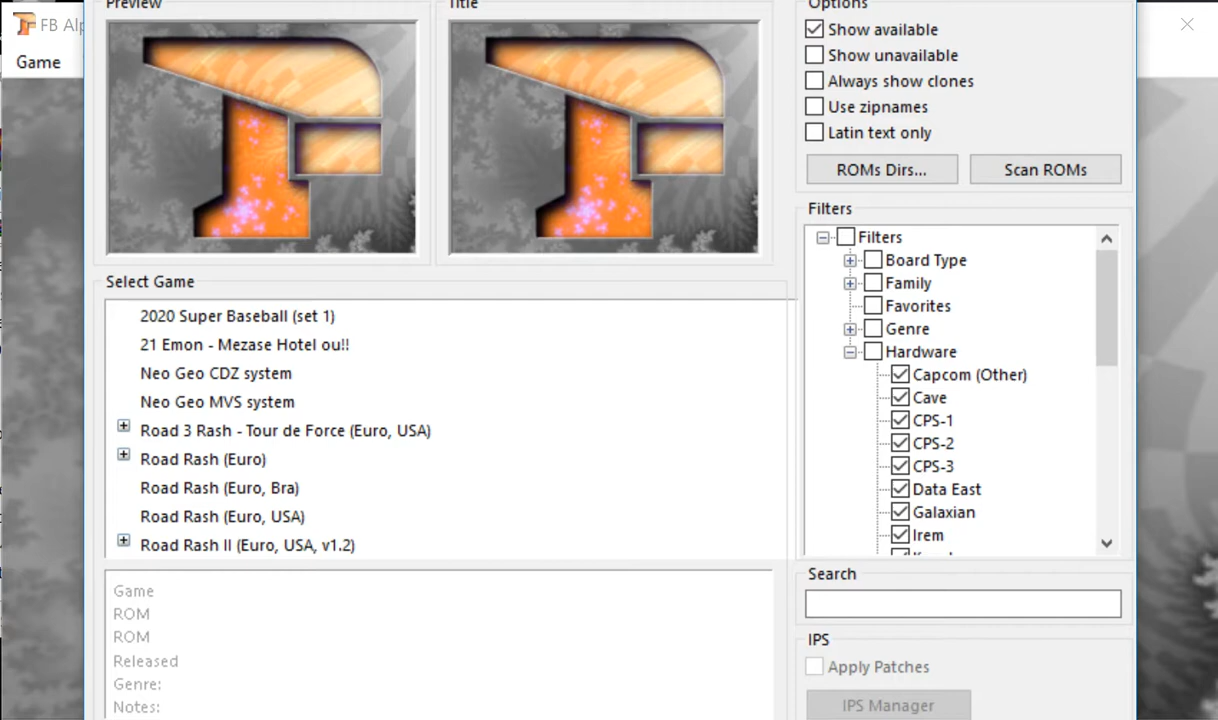 Preview
Title
Options
FB Alp
Game
Show available
Show unavailable
Always show clones
Use zipnames
Latin text only
ROMs Dirs...
Scan ROMs
Filters
Filters
Board Type
Family
Favorites
Genre
Hardware
Capcom (Other)
Cave
CPS-1
CPS-2
CPS-3
Data East
Galaxian
Irem
Select Game
2020 Super Baseball (set 1)
21 Emon - Mezase Hotel ou!!
Neo Geo CDZ system
Neo Geo MVS system
Road 3 Rash - Tour de Force (Euro, USA)
Road Rash (Euro)
Road Rash (Euro, Bra)
Road Rash (Euro, USA)
Road Rash II (Euro, USA, v1.2)
Game
ROM
ROM
Released
Genre:
Notes:
Search
IPS
Apply Patches
IPS Manager